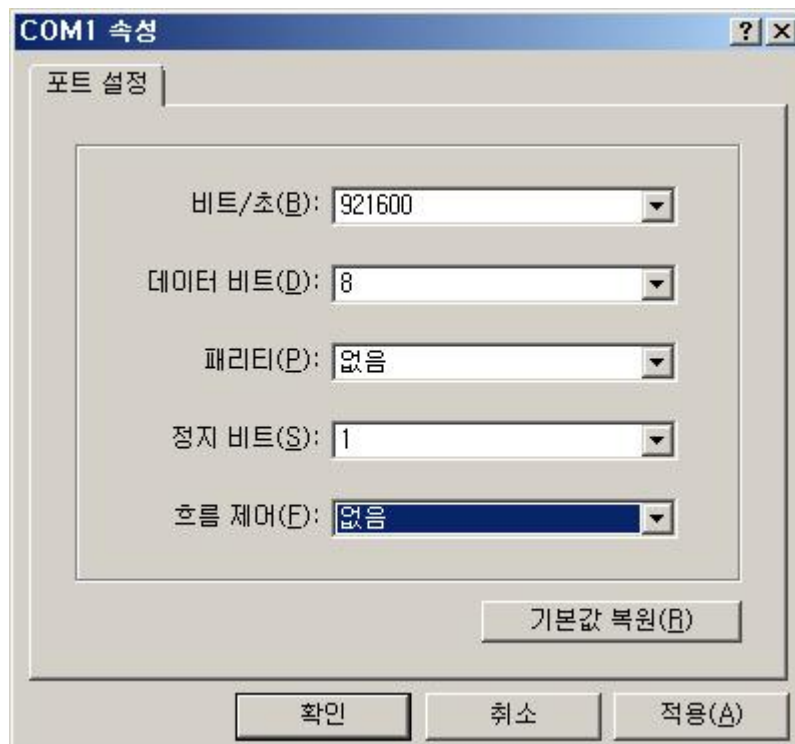 COM1 속성
포트 설정
비트/초(B): 921600
데이터 비트(D): 8
패리티(P): 없음
정지 비트(S): 1
흐름 제어(F): 없음
기본값 복원(R)
확인 취소 적용(A)